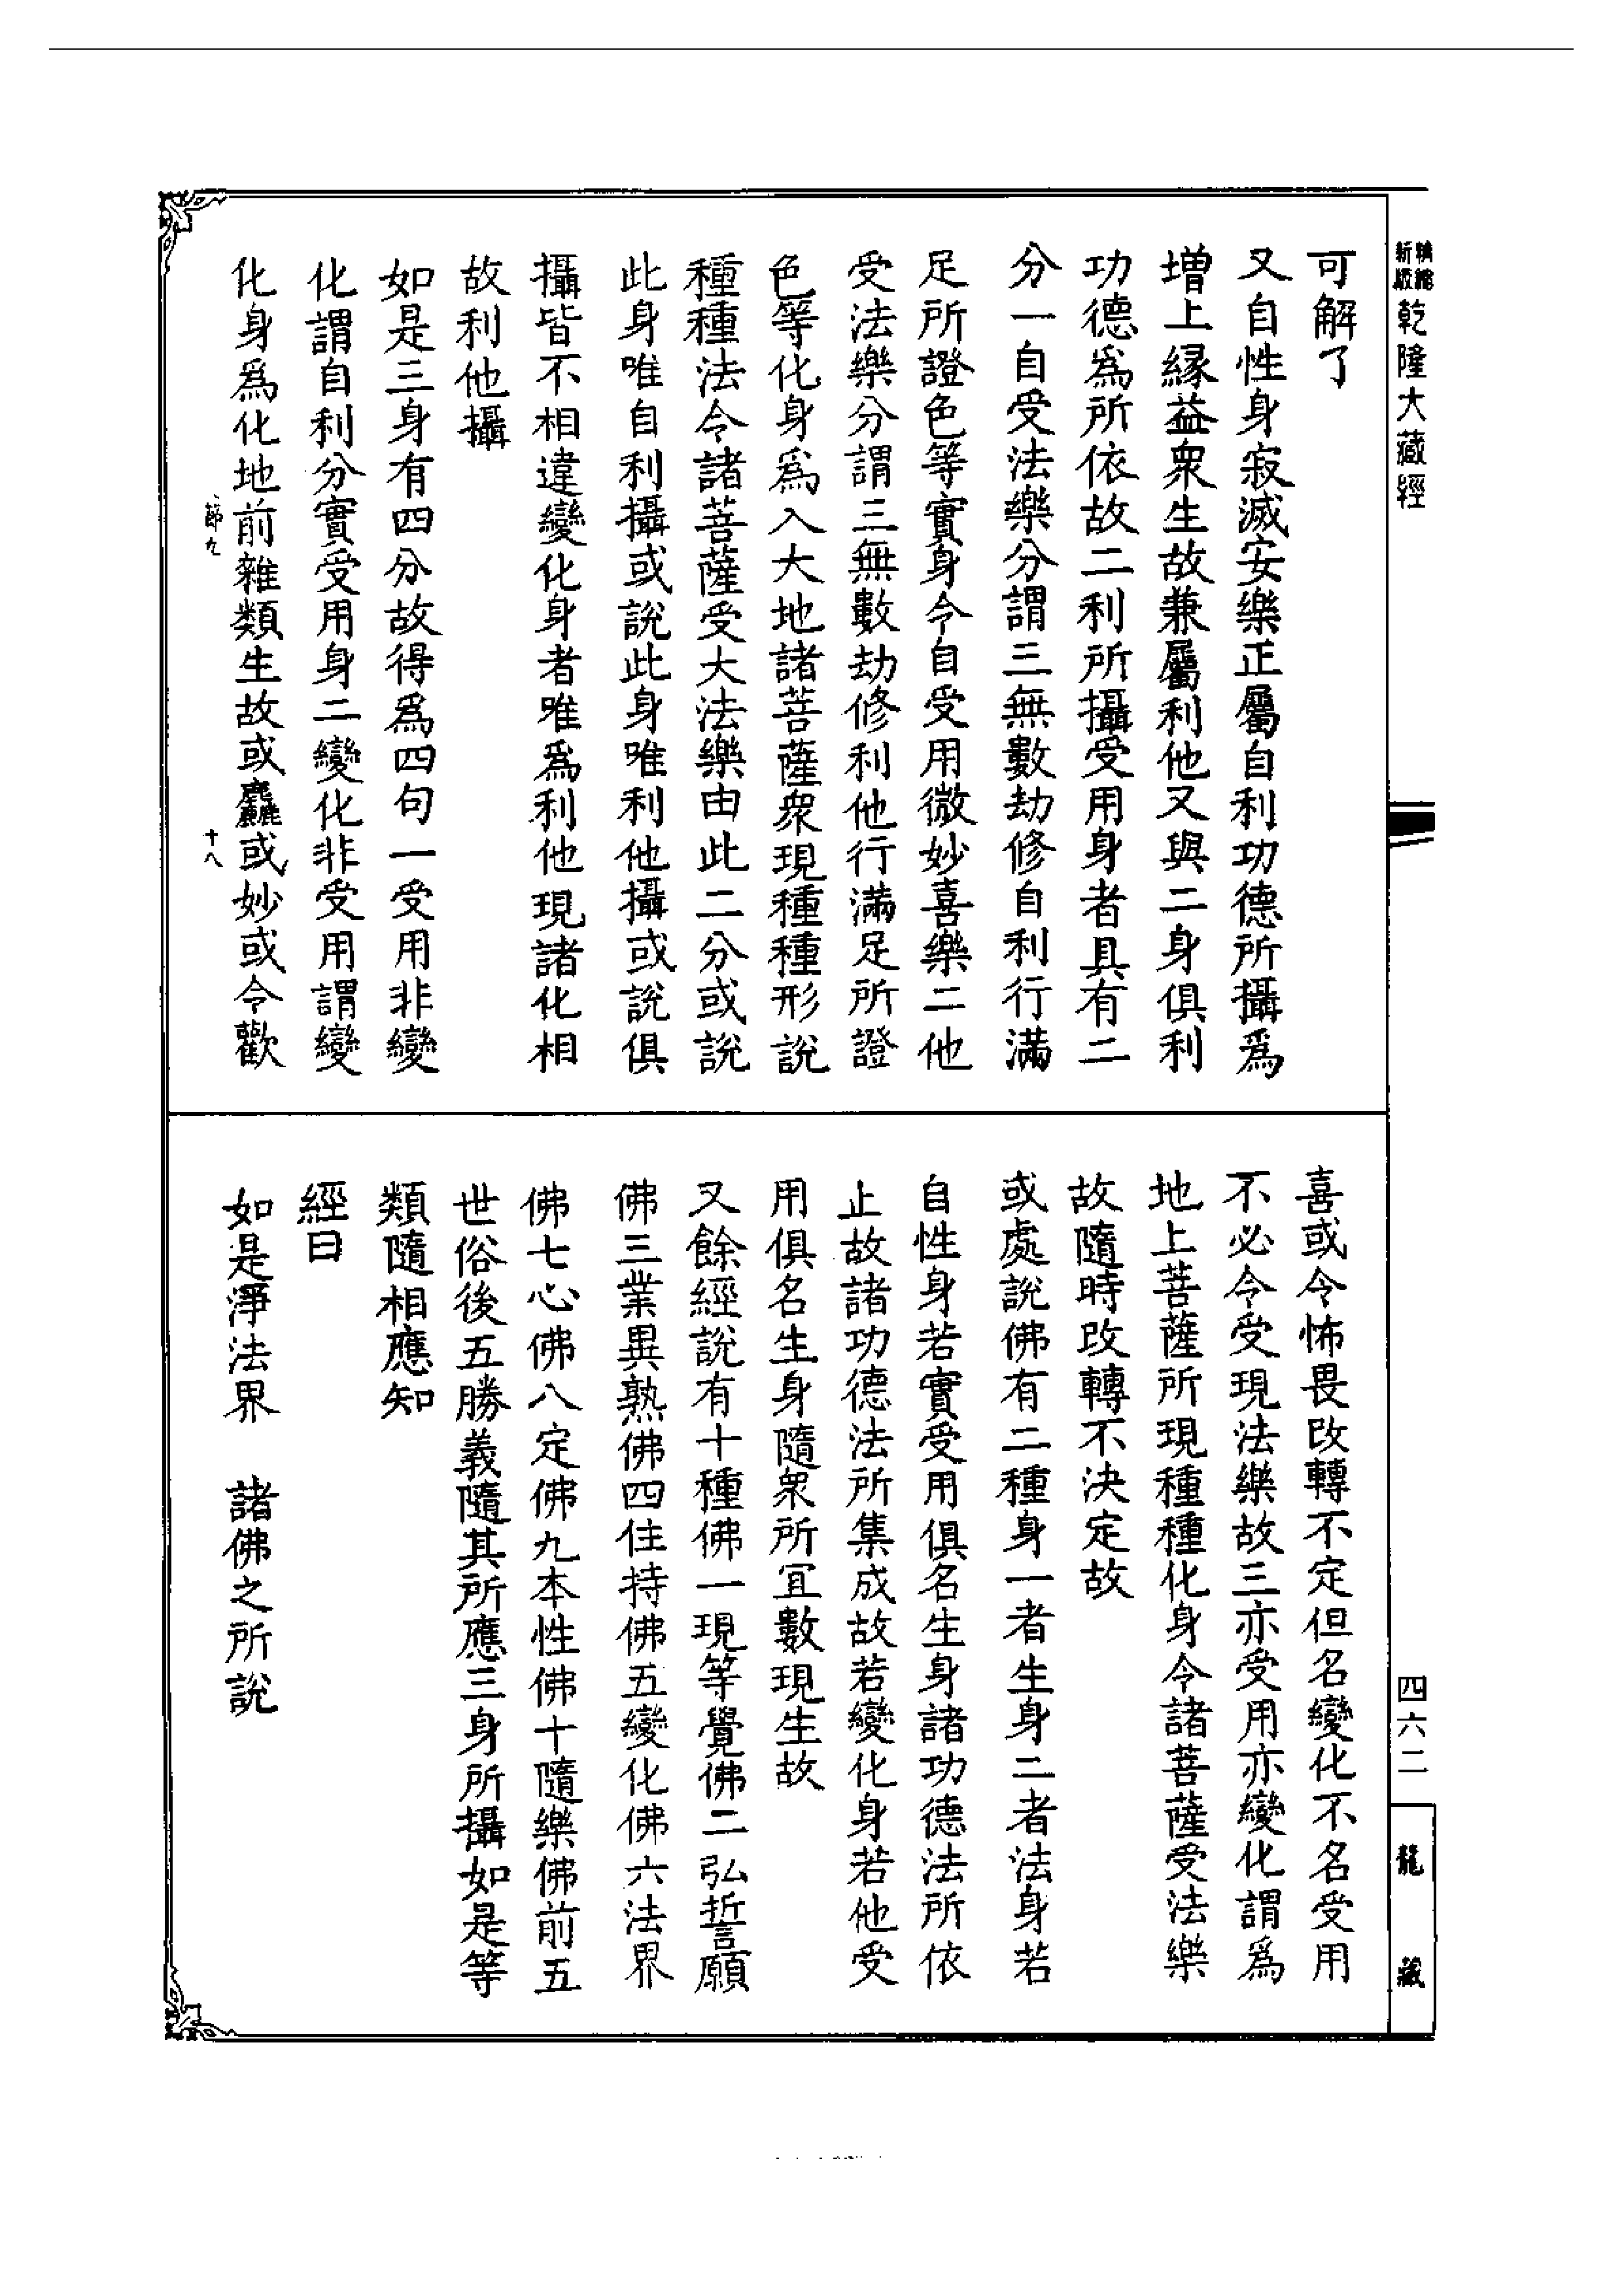 新版
精縮
乾隆大藏經
四六二
龍藏
可解了
又自性身寂滅安樂正屬自利功德所攝爲
增上緣益衆生故兼屬利他又與二身俱利
功德爲所依故二利所攝受用身者具有二
分一自受法樂分謂三無數劫修自利行滿
足所證色等實身令自受用微妙喜樂二他
受法樂分謂三無數劫修利他行滿足所證
色等化身爲入大地諸菩薩衆現種種形說
種種法令諸菩薩受大法樂由此二分或說
此身唯自利攝或說此身唯利他攝或說俱
攝皆不相違變化身者唯爲利他現諸化相
故利他攝
如是三身有四分故得爲四句一受用非變
化謂自利分實受用身二變化非受用謂變
化身爲化地前雜類生故或麤或妙或令歡
節九
十八
喜或令怖畏改轉不定但名變化不名受用
不必令受現法樂故三亦受用亦變化謂爲
地上菩薩所現種種化身令諸菩薩受法樂
故隨時改轉不決定故
或處說佛有二種身一者生身二者法身若
自性身若實受用俱名生身諸功德法所依
止故諸功德法所集成故若變化身若他受
用俱名生身隨衆所宜數現生故
又餘經說有十種佛一現等覺佛二弘誓願
佛三業異熟佛四住持佛五變化佛六法界
佛七心佛八定佛九本性佛十隨樂佛前五
世俗後五勝義隨其所應三身所攝如是等
類隨相應知
經曰
如是淨法界　諸佛之所說